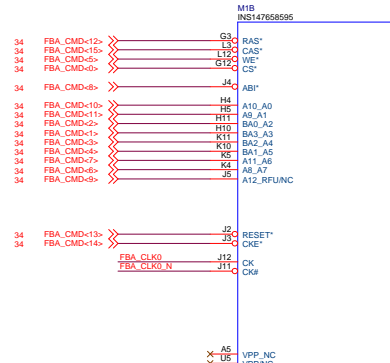 M1B
INS147658595
34 FBA_CMD<12> G3 RAS*
34 FBA_CMD<15> L3 CAS*
34 FBA_CMD<5> L12 WE*
34 FBA_CMD<0> G12 CS*
34 FBA_CMD<8> J4 ABI*
34 FBA_CMD<10> H4 A10_A0
34 FBA_CMD<11> H5 A9_A1
34 FBA_CMD<2> H11 BA0_A2
34 FBA_CMD<1> H10 BA3_A3
34 FBA_CMD<3> K11 BA2_A4
34 FBA_CMD<4> K10 BA1_A5
34 FBA_CMD<7> K5 A11_A6
34 FBA_CMD<6> K4 A8_A7
34 FBA_CMD<9> J5 A12_RFU/NC
34 FBA_CMD<13> J2 RESET*
34 FBA_CMD<14> J3 CKE*
FBA_CLK0 J12 CK
FBA_CLK0_N J11 CK#
A5 VPP_NC
U5